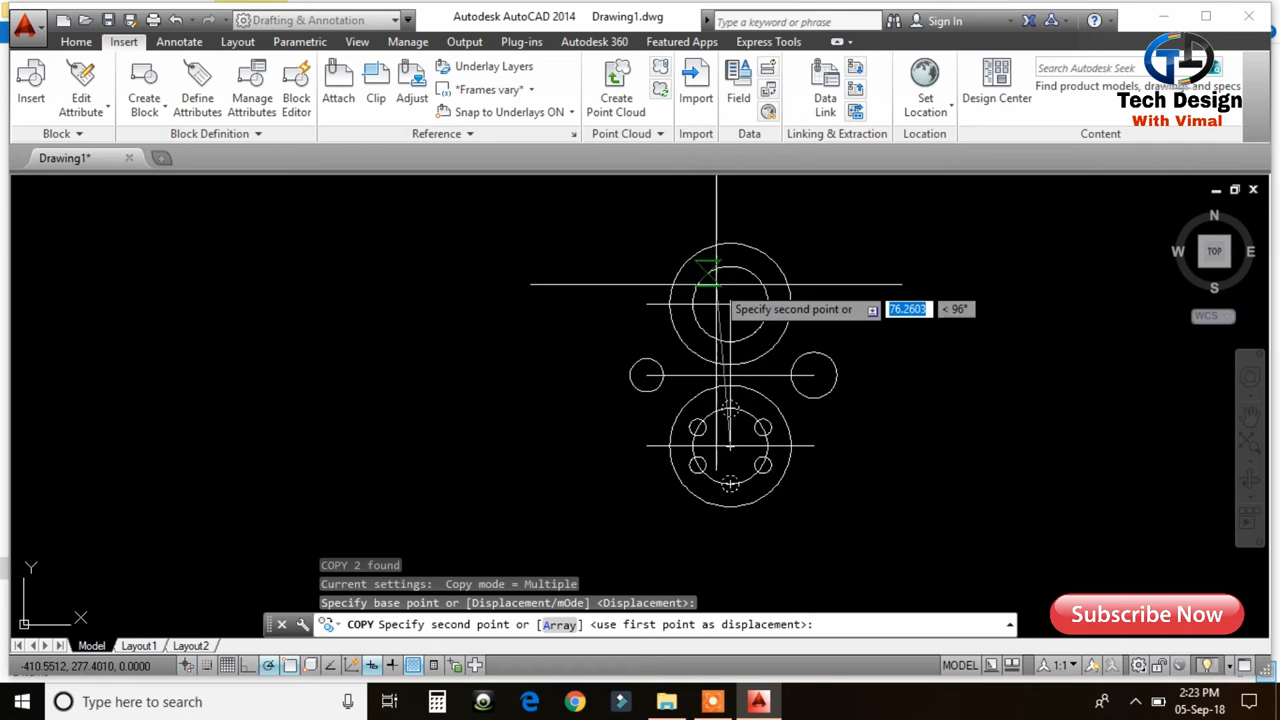 Drafting & Annotation
Autodesk AutoCAD 2014 Drawing1.dwg
Type a keyword or phrase
Sign In
Home Insert Annotate Layout Parametric View Manage Output Plug-ins Autodesk 360 Featured Apps Express Tools
Insert
Edit
Attribute
Create
Block
Define
Attributes
Manage
Attributes
Block
Editor
Attach
Clip
Adjust
Underlay Layers
*Frames vary*
Snap to Underlays ON
Create
Point Cloud
Import
Field
Data
Link
Set
Location
Design Center
Search Autodesk Seek
Find product models, drawings and specs
Block
Block Definition
Reference
Point Cloud
Import
Data
Linking & Extraction
Location
Content
Tech Design
With Vimal
Drawing1*
N
W TOP E
S
WCS
Specify second point or 76.2603 < 96°
Y
X
COPY 2 found
Current settings: Copy mode = Multiple
Specify base point or [Displacement/mOde] <Displacement>:
COPY Specify second point or [Array] <use first point as displacement>:
Subscribe Now
Model Layout1 Layout2
-410.5512, 277.4010, 0.0000
MODEL
1:1
Type here to search
2:23 PM
05-Sep-18